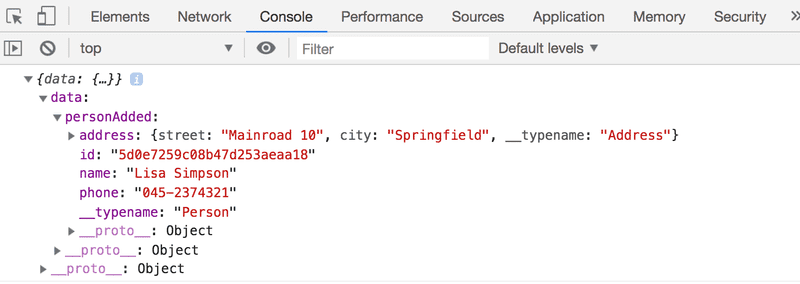 Elements Network Console Performance Sources Application Memory Security »
top ▼ Filter Default levels ▼
▼{data: {…}} i
▼data:
▼personAdded:
▶address: {street: "Mainroad 10", city: "Springfield", __typename: "Address"}
id: "5d0e7259c08b47d253aeaa18"
name: "Lisa Simpson"
phone: "045-2374321"
__typename: "Person"
▶__proto__: Object
▶__proto__: Object
▶__proto__: Object